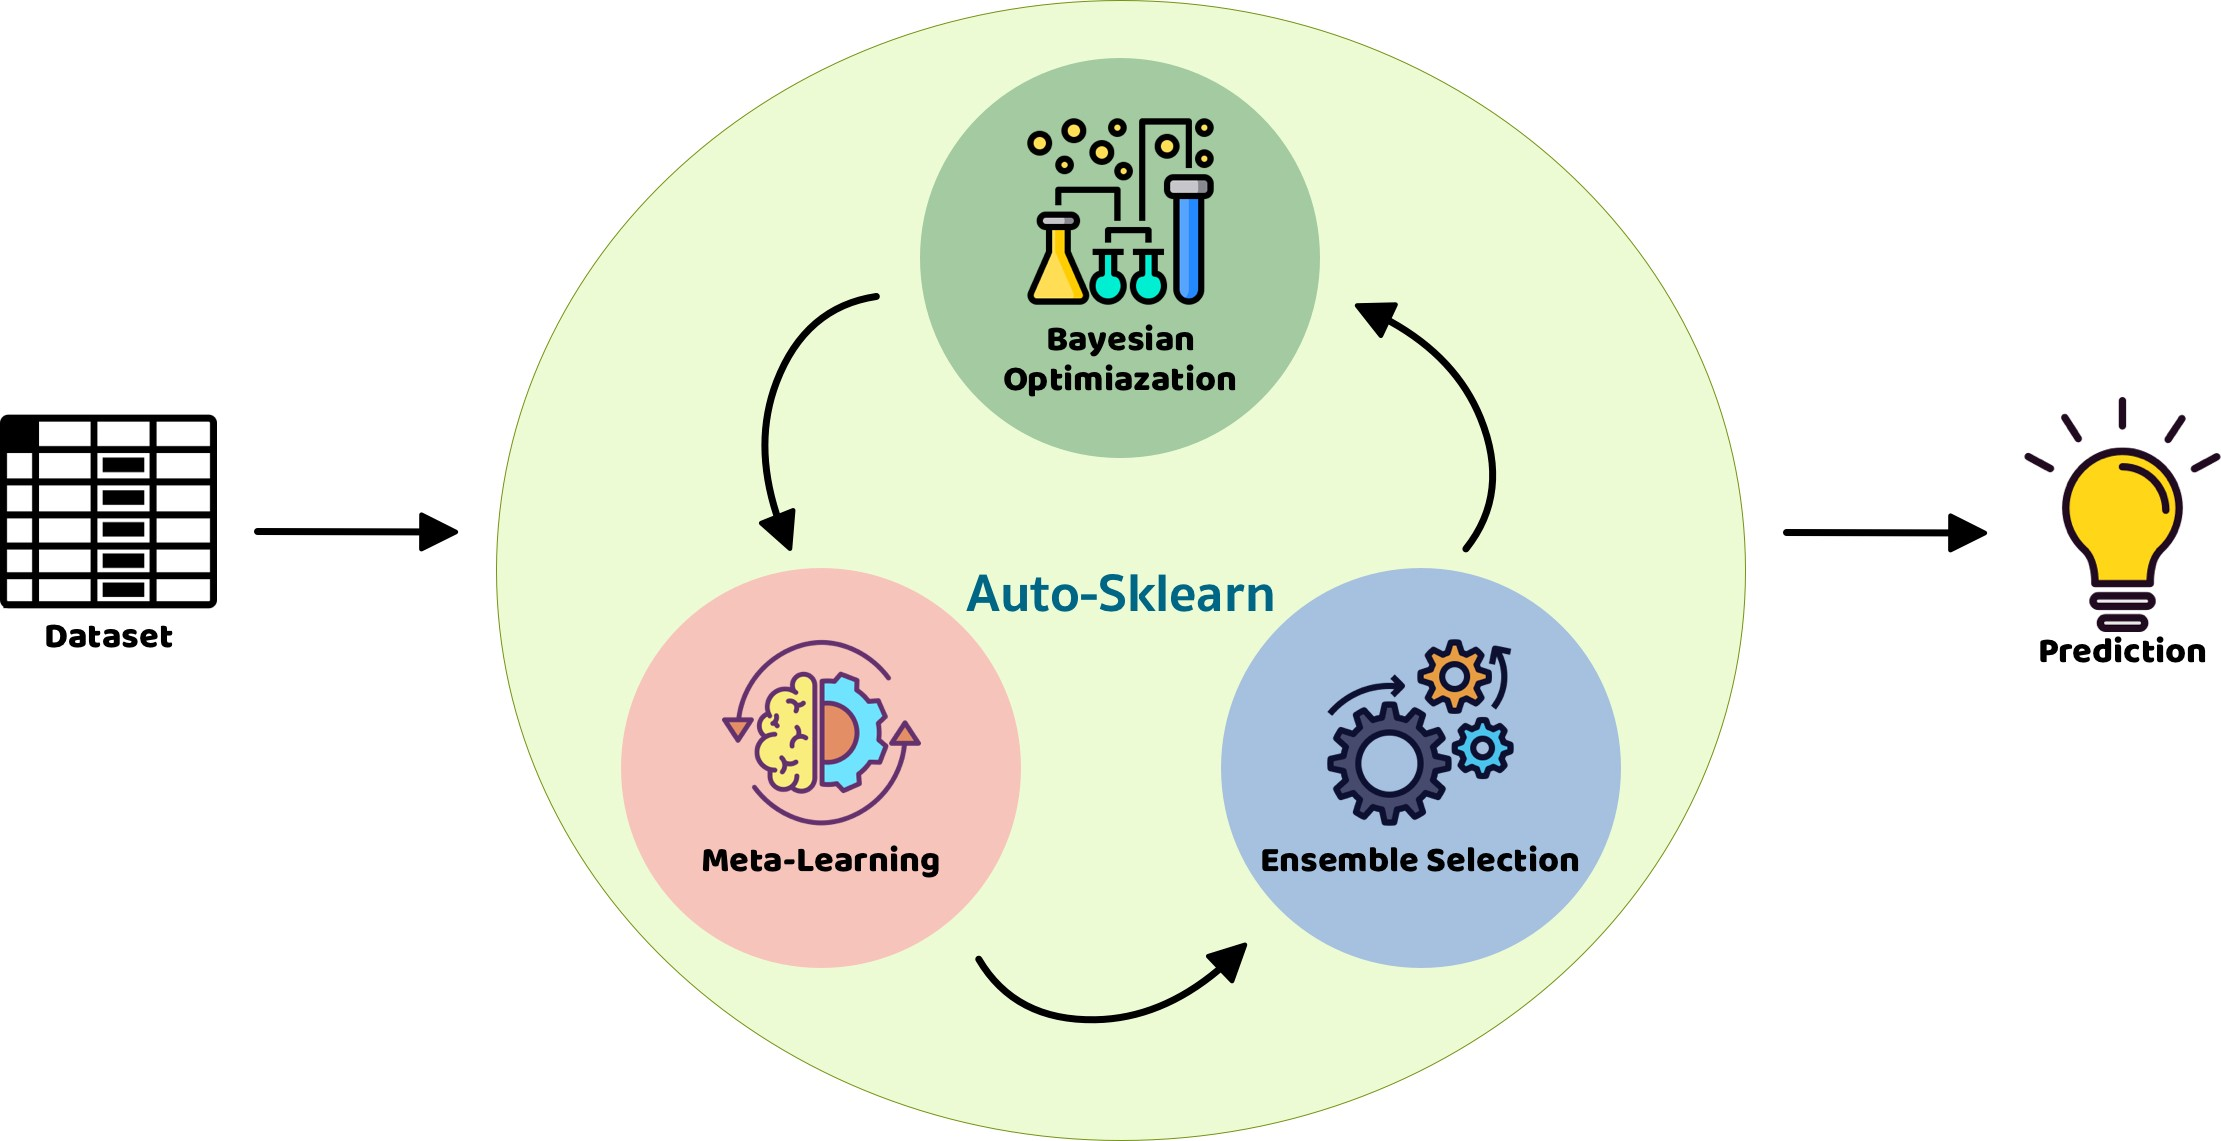 Bayesian
Optimiazation
Dataset
Auto-Sklearn
Prediction
Meta-Learning
Ensemble Selection